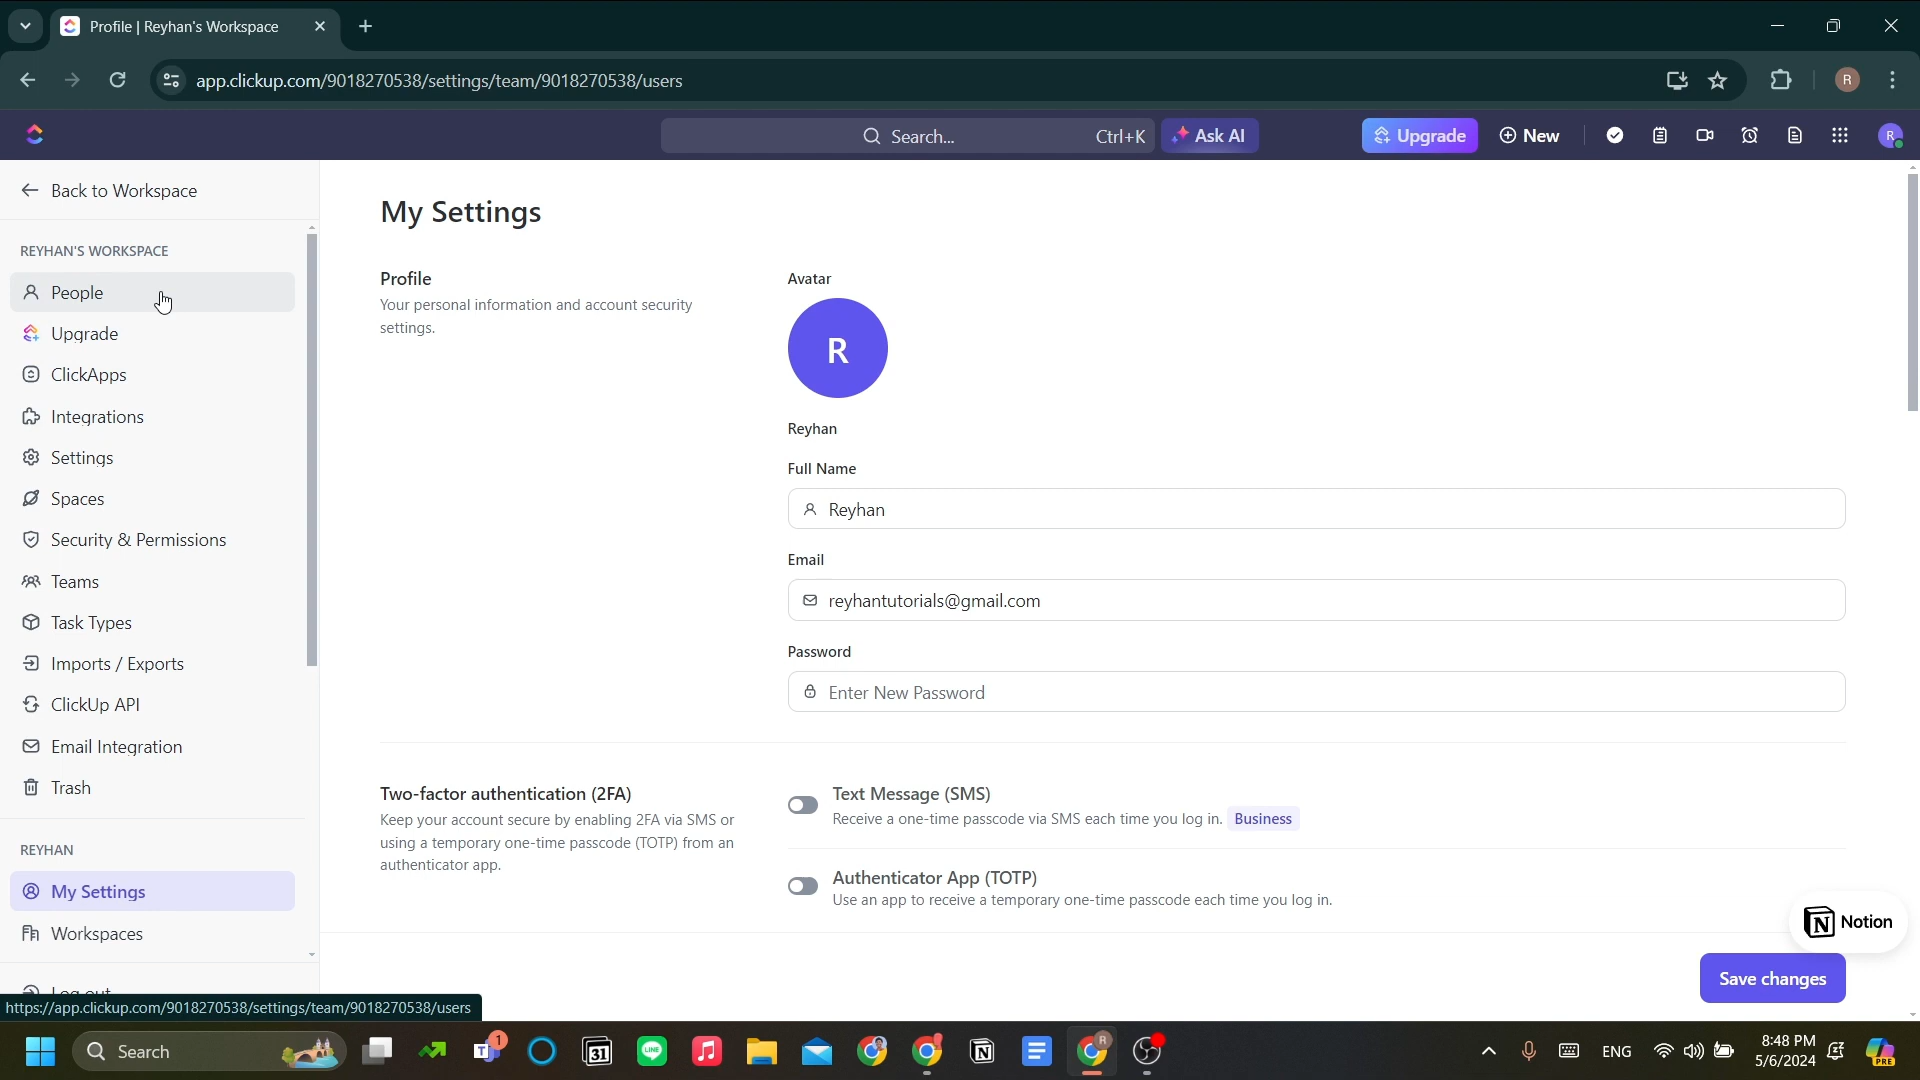 Profile | Reyhan's Workspace
app.clickup.com/9018270538/settings/team/9018270538/users
R
Search... Ctrl+K
Ask AI
Upgrade
New
R
Back to Workspace
REYHAN'S WORKSPACE
People
Upgrade
ClickApps
Integrations
Settings
Spaces
Security & Permissions
Teams
Task Types
Imports / Exports
ClickUp API
Email Integration
Trash
REYHAN
My Settings
Workspaces
Log out
https://app.clickup.com/9018270538/settings/team/9018270538/users
My Settings
Profile
Your personal information and account security
settings.
Avatar
R
Reyhan
Full Name
Reyhan
Email
reyhantutorials@gmail.com
Password
Enter New Password
Two-factor authentication (2FA)
Keep your account secure by enabling 2FA via SMS or
using a temporary one-time passcode (TOTP) from an
authenticator app.
Text Message (SMS)
Receive a one-time passcode via SMS each time you log in. Business
Authenticator App (TOTP)
Use an app to receive a temporary one-time passcode each time you log in.
Notion
Save changes
Search
1
31
LINE
R
ENG
8:48 PM
5/6/2024
PRE